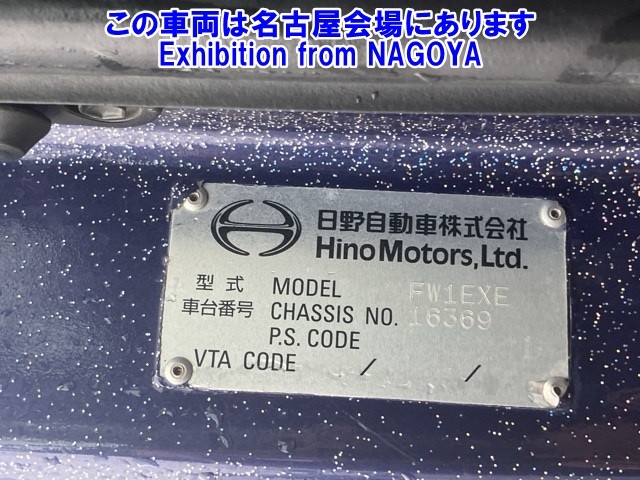 この車両は名古屋会場にあります
Exhibition from NAGOYA
日野自動車株式会社
Hino Motors, Ltd.
型式 MODEL FW1EXE
車台番号 CHASSIS NO. 16369
P.S. CODE
VTA CODE / /